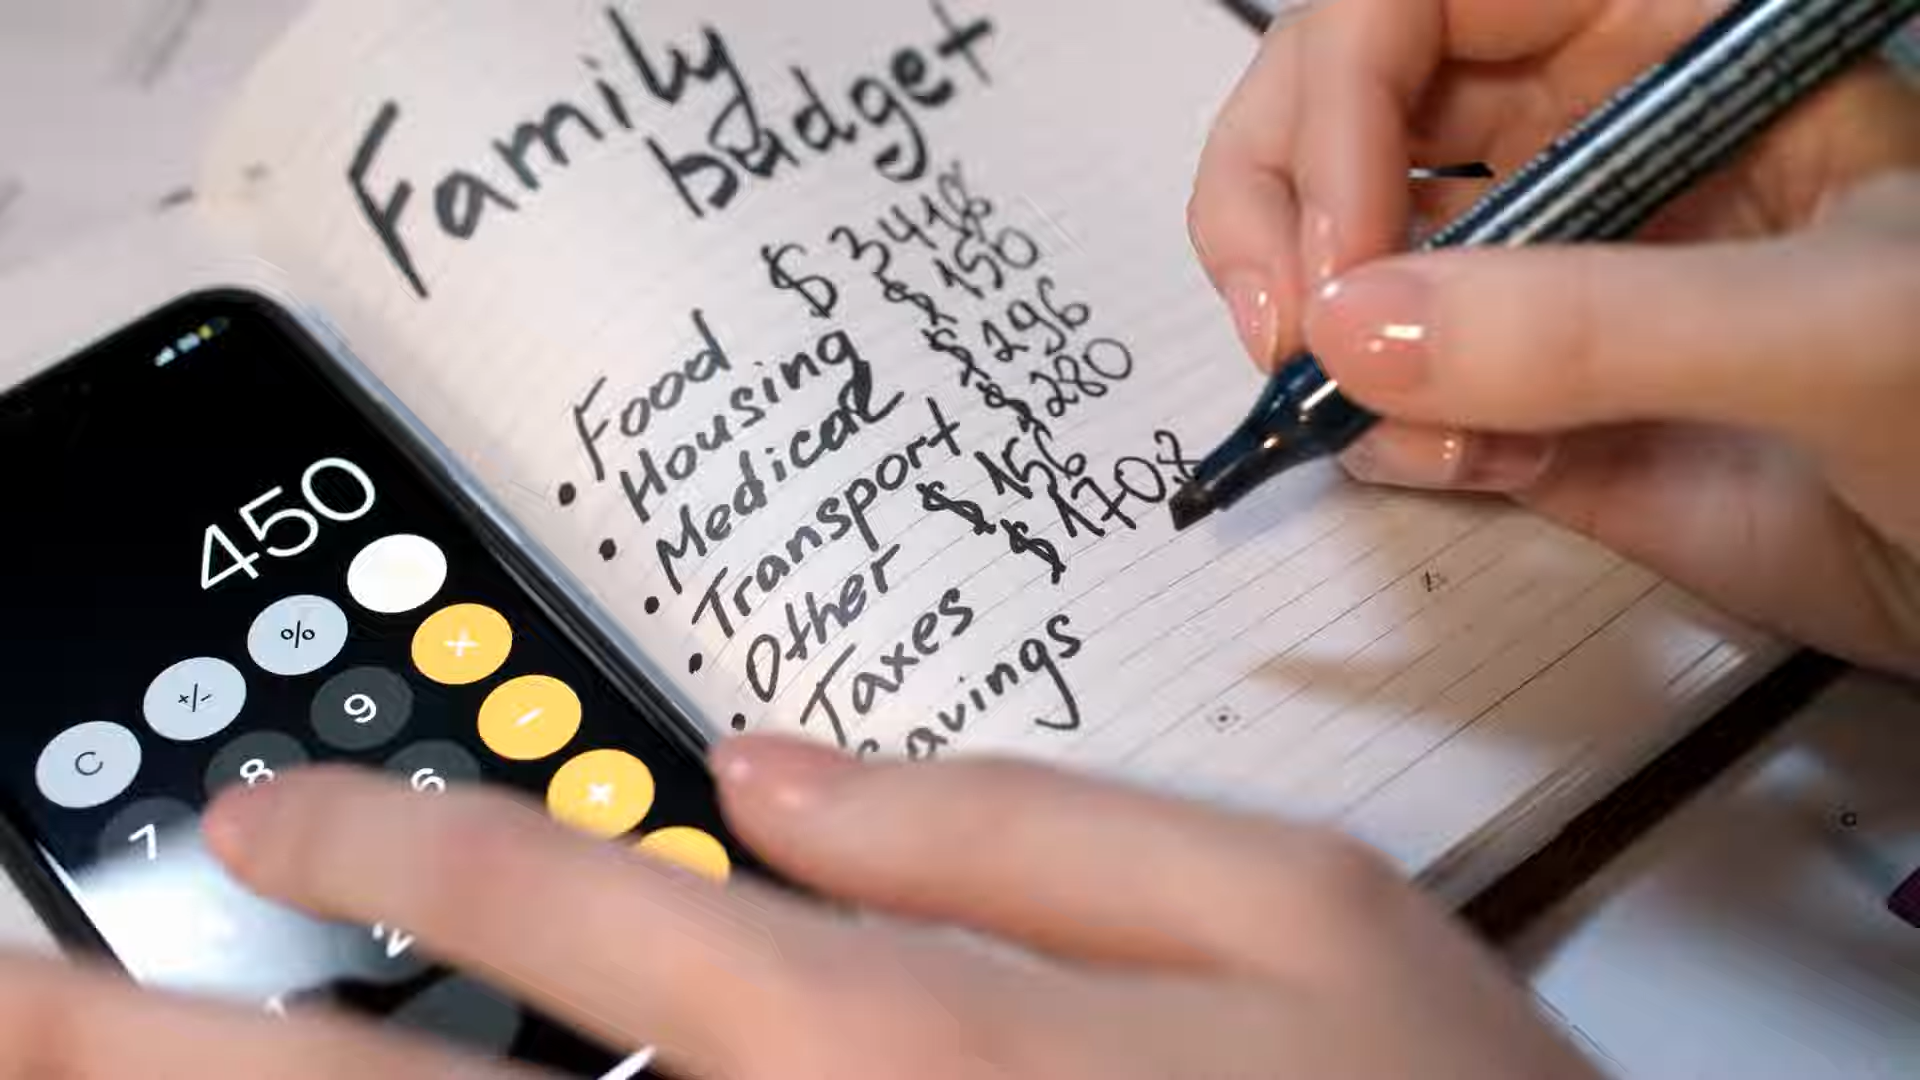 Family
budget
Food $ 3418
• Housing $ 150
• Medical $ 296
• Transport $ 280
• Other $ 156
• Taxes $ 1708
Savings
450
%
+/-
C
9
8
7
6